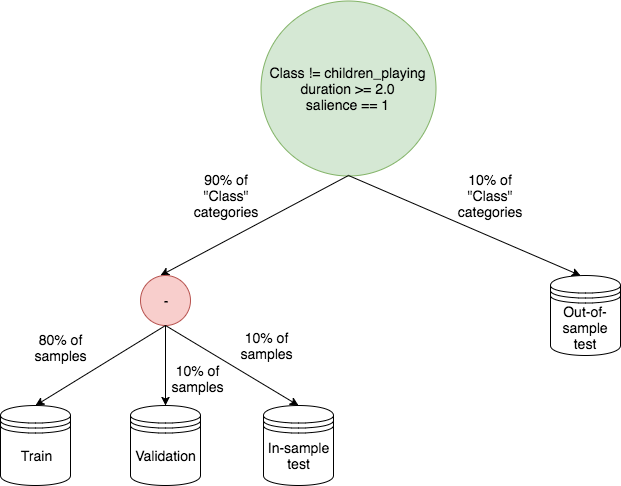 Class != children_playing
duration >= 2.0
salience == 1
90% of
"Class"
categories
10% of
"Class"
categories
-
Out-of-
sample
test
80% of
samples
10% of
samples
10% of
samples
Train
Validation
In-sample
test